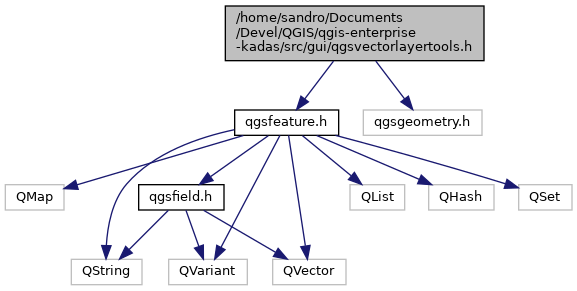 /home/sandro/Documents
/Devel/QGIS/qgis-enterprise
-kadas/src/gui/qgsvectorlayertools.h
qgsfeature.h
qgsgeometry.h
QMap
qgsfield.h
QList
QHash
QSet
QString
QVariant
QVector